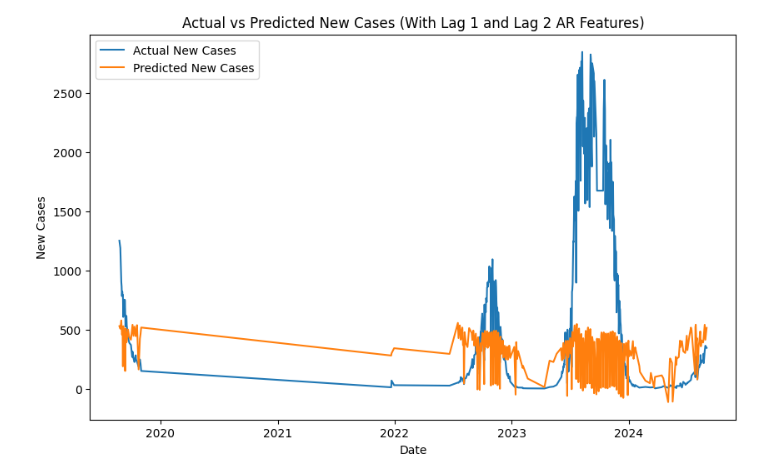 Actual vs Predicted New Cases (With Lag 1 and Lag 2 AR Features)
Actual New Cases
Predicted New Cases
2500
2000
1500
1000
500
0
New Cases
2020 2021 2022 2023 2024
Date